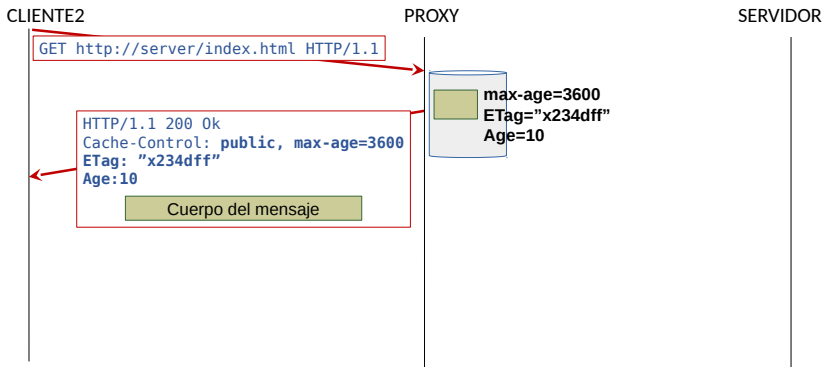 CLIENTE2
PROXY
SERVIDOR
GET http://server/index.html HTTP/1.1
max-age=3600
ETag=”x234dff”
Age=10
HTTP/1.1 200 Ok
Cache-Control: public, max-age=3600
ETag: ”x234dff”
Age:10
Cuerpo del mensaje